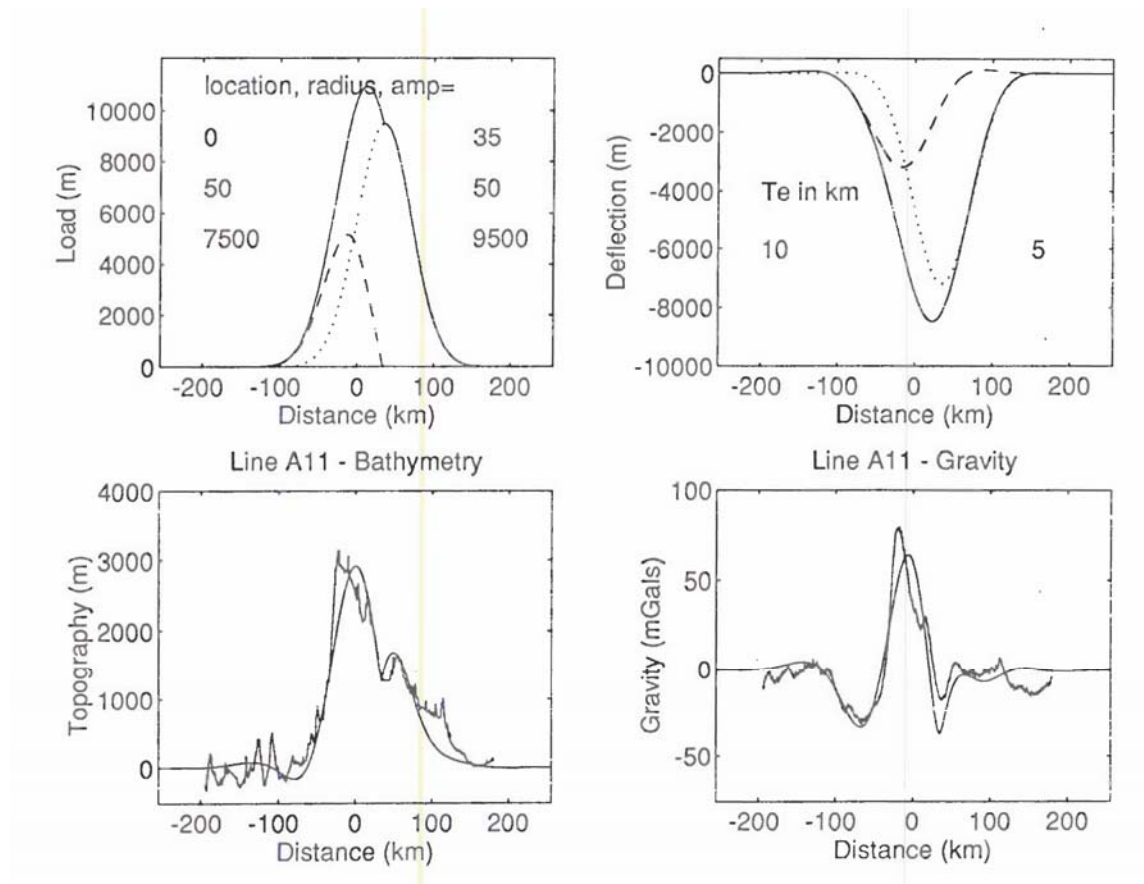 location, radius, amp=
0 35
50 50
7500 9500
Load (m)
10000
8000
6000
4000
2000
0
-200 -100 0 100 200
Distance (km)
Te in km
10 5
Deflection (m)
0
-2000
-4000
-6000
-8000
-10000
-200 -100 0 100 200
Distance (km)
Line A11 - Bathymetry
Topography (m)
4000
3000
2000
1000
0
-200 -100 0 100 200
Distance (km)
Line A11 - Gravity
Gravity (mGals)
100
50
0
-50
-200 -100 0 100 200
Distance (km)